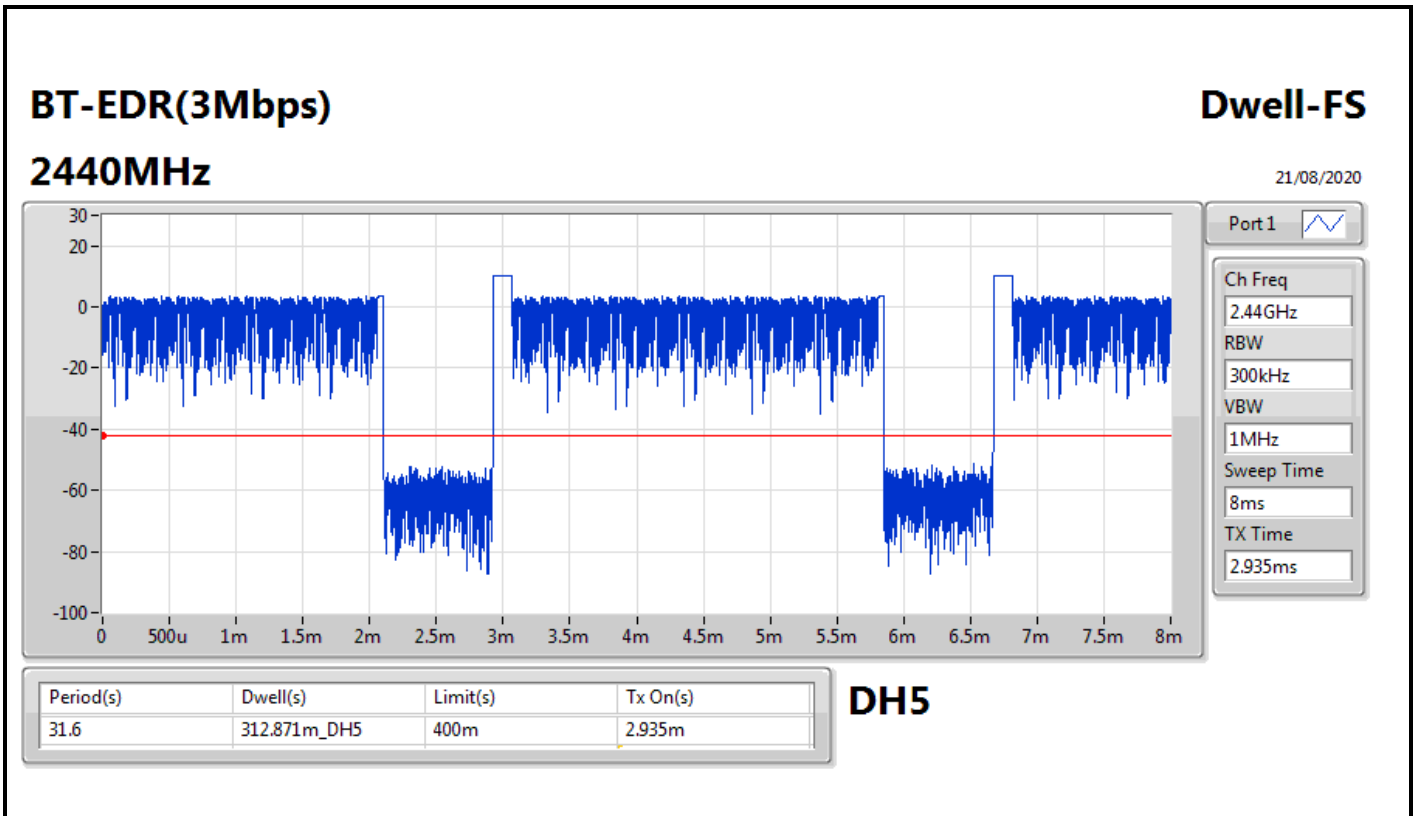 BT-EDR(3Mbps)
Dwell-FS
2440MHz
21/08/2020
30
20
0
-20
-40
-60
-80
-100
0 500u 1m 1.5m 2m 2.5m 3m 3.5m 4m 4.5m 5m 5.5m 6m 6.5m 7m 7.5m 8m
Port 1
Ch Freq
2.44GHz
RBW
300kHz
VBW
1MHz
Sweep Time
8ms
TX Time
2.935ms
Period(s) Dwell(s) Limit(s) Tx On(s)
31.6 312.871m_DH5 400m 2.935m
DH5